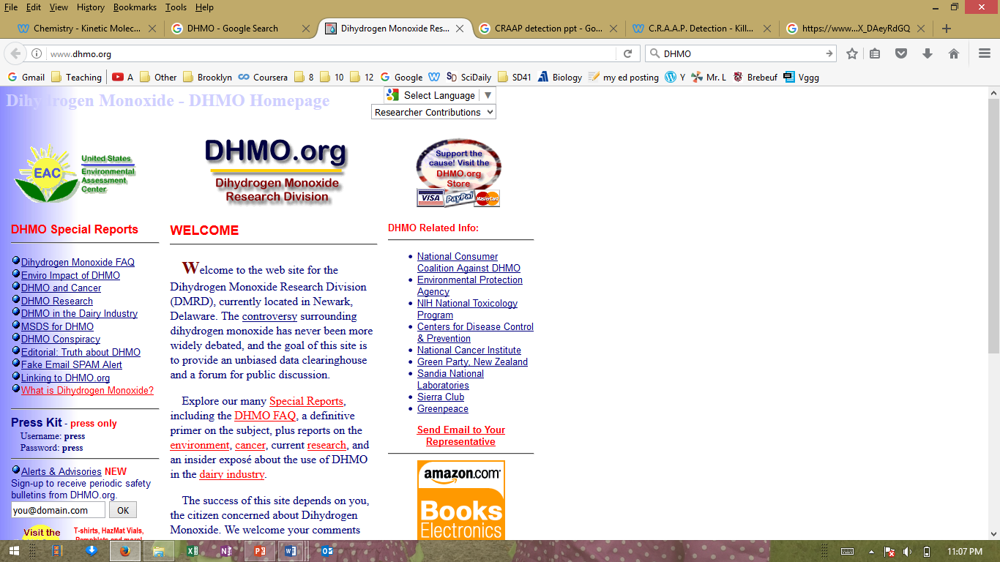 File Edit View History Bookmarks Tools Help
Chemistry - Kinetic Molec...
DHMO - Google Search
Dihydrogen Monoxide Res...
CRAAP detection ppt - Go...
C.R.A.A.P. Detection - Kill...
https://www...X_DAeyRdGQ
www.dhmo.org
DHMO
Gmail Teaching A Other Brooklyn Coursera 8 10 12 Google SciDaily SD41 Biology my ed posting Y Mr. L Brebeuf Vggg
Dihydrogen Monoxide - DHMO Homepage
Select Language
Researcher Contributions
EAC
United States
Environmental
Assessment
Center
DHMO.org
Dihydrogen Monoxide
Research Division
Support the
cause! Visit the
DHMO.org
Store
VISA PayPal MasterCard
DHMO Special Reports
Dihydrogen Monoxide FAQ
Enviro Impact of DHMO
DHMO and Cancer
DHMO Research
DHMO in the Dairy Industry
MSDS for DHMO
DHMO Conspiracy
Editorial: Truth about DHMO
Fake Email SPAM Alert
Linking to DHMO.org
What is Dihydrogen Monoxide?
Press Kit - press only
Username: press
Password: press
Alerts & Advisories NEW
Sign-up to receive periodic safety
bulletins from DHMO.org.
you@domain.com OK
Visit the
T-shirts, HazMat Vials,
Pamphlets and more!
WELCOME
Welcome to the web site for the
Dihydrogen Monoxide Research Division
(DMRD), currently located in Newark,
Delaware. The controversy surrounding
dihydrogen monoxide has never been more
widely debated, and the goal of this site is
to provide an unbiased data clearinghouse
and a forum for public discussion.
Explore our many Special Reports,
including the DHMO FAQ, a definitive
primer on the subject, plus reports on the
environment, cancer, current research, and
an insider exposé about the use of DHMO
in the dairy industry.
The success of this site depends on you,
the citizen concerned about Dihydrogen
Monoxide. We welcome your comments
DHMO Related Info:
National Consumer
Coalition Against DHMO
Environmental Protection
Agency
NIH National Toxicology
Program
Centers for Disease Control
& Prevention
National Cancer Institute
Green Party, New Zealand
Sandia National
Laboratories
Sierra Club
Greenpeace
Send Email to Your
Representative
amazon.com
Books
Electronics
11:07 PM